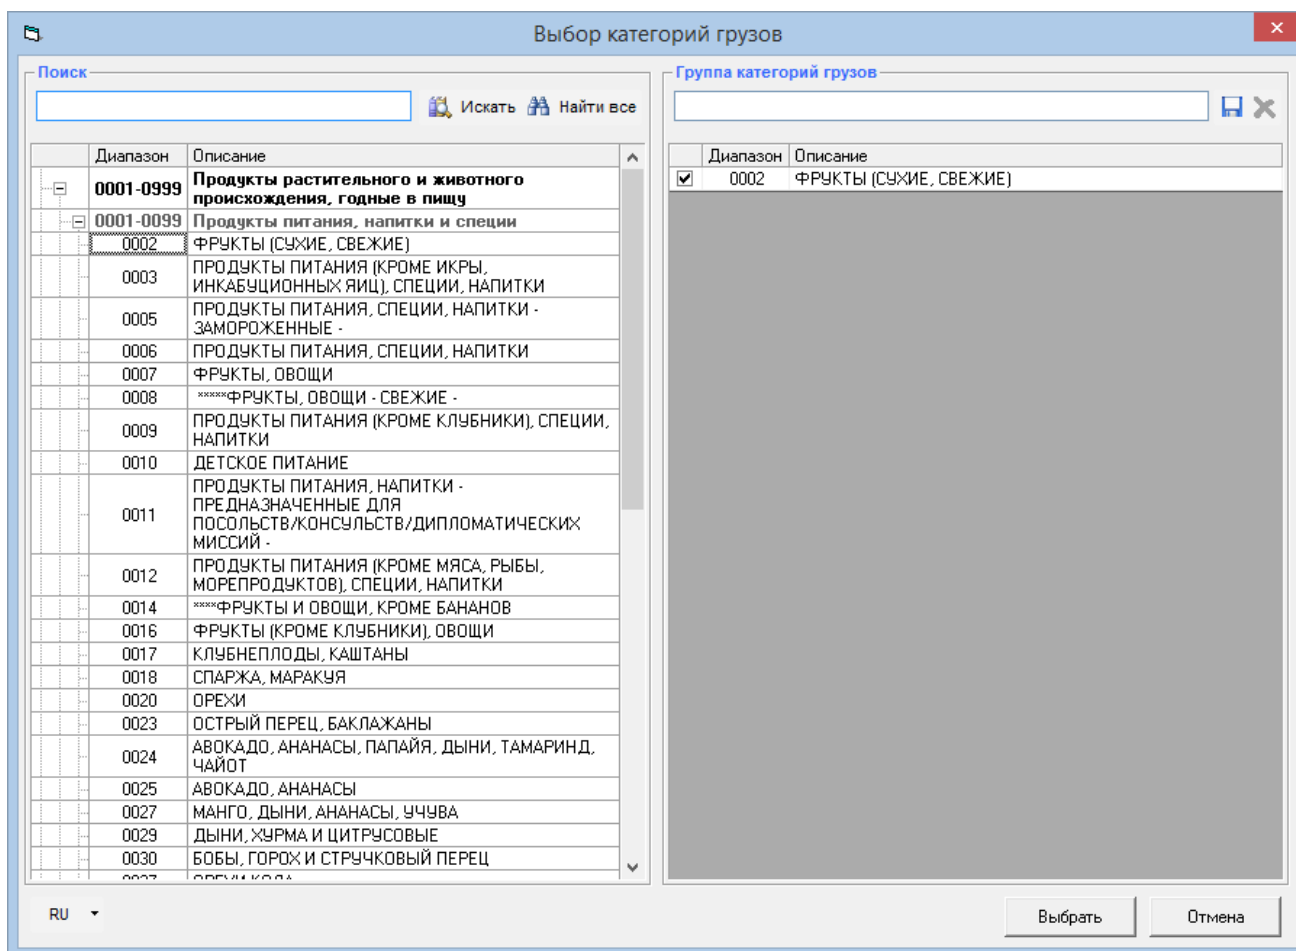 Выбор категорий грузов
Поиск
Искать
Найти все
Диапазон
Описание
0001-0999
Продукты растительного и животного
происхождения, годные в пищу
0001-0099
Продукты питания, напитки и специи
0002
ФРУКТЫ (СУХИЕ, СВЕЖИЕ)
0003
ПРОДУКТЫ ПИТАНИЯ (КРОМЕ ИКРЫ,
ИНКАБУЦИОННЫХ ЯИЦ), СПЕЦИИ, НАПИТКИ
0005
ПРОДУКТЫ ПИТАНИЯ, СПЕЦИИ, НАПИТКИ -
ЗАМОРОЖЕННЫЕ -
0006
ПРОДУКТЫ ПИТАНИЯ, СПЕЦИИ, НАПИТКИ
0007
ФРУКТЫ, ОВОЩИ
0008
*****ФРУКТЫ, ОВОЩИ - СВЕЖИЕ -
0009
ПРОДУКТЫ ПИТАНИЯ (КРОМЕ КЛУБНИКИ), СПЕЦИИ,
НАПИТКИ
0010
ДЕТСКОЕ ПИТАНИЕ
0011
ПРОДУКТЫ ПИТАНИЯ, НАПИТКИ -
ПРЕДНАЗНАЧЕННЫЕ ДЛЯ
ПОСОЛЬСТВ/КОНСУЛЬСТВ/ДИПЛОМАТИЧЕСКИХ
МИССИЙ -
0012
ПРОДУКТЫ ПИТАНИЯ (КРОМЕ МЯСА, РЫБЫ,
МОРЕПРОДУКТОВ), СПЕЦИИ, НАПИТКИ
0014
****ФРУКТЫ И ОВОЩИ, КРОМЕ БАНАНОВ
0016
ФРУКТЫ (КРОМЕ КЛУБНИКИ), ОВОЩИ
0017
КЛУБНЕПЛОДЫ, КАШТАНЫ
0018
СПАРЖА, МАРАКУЯ
0020
ОРЕХИ
0023
ОСТРЫЙ ПЕРЕЦ, БАКЛАЖАНЫ
0024
АВОКАДО, АНАНАСЫ, ПАПАЙЯ, ДЫНИ, ТАМАРИНД,
ЧАЙОТ
0025
АВОКАДО, АНАНАСЫ
0027
МАНГО, ДЫНИ, АНАНАСЫ, УЧУВА
0029
ДЫНИ, ХУРМА И ЦИТРУСОВЫЕ
0030
БОБЫ, ГОРОХ И СТРУЧКОВЫЙ ПЕРЕЦ
Группа категорий грузов
Диапазон
Описание
0002
ФРУКТЫ (СУХИЕ, СВЕЖИЕ)
RU
Выбрать
Отмена